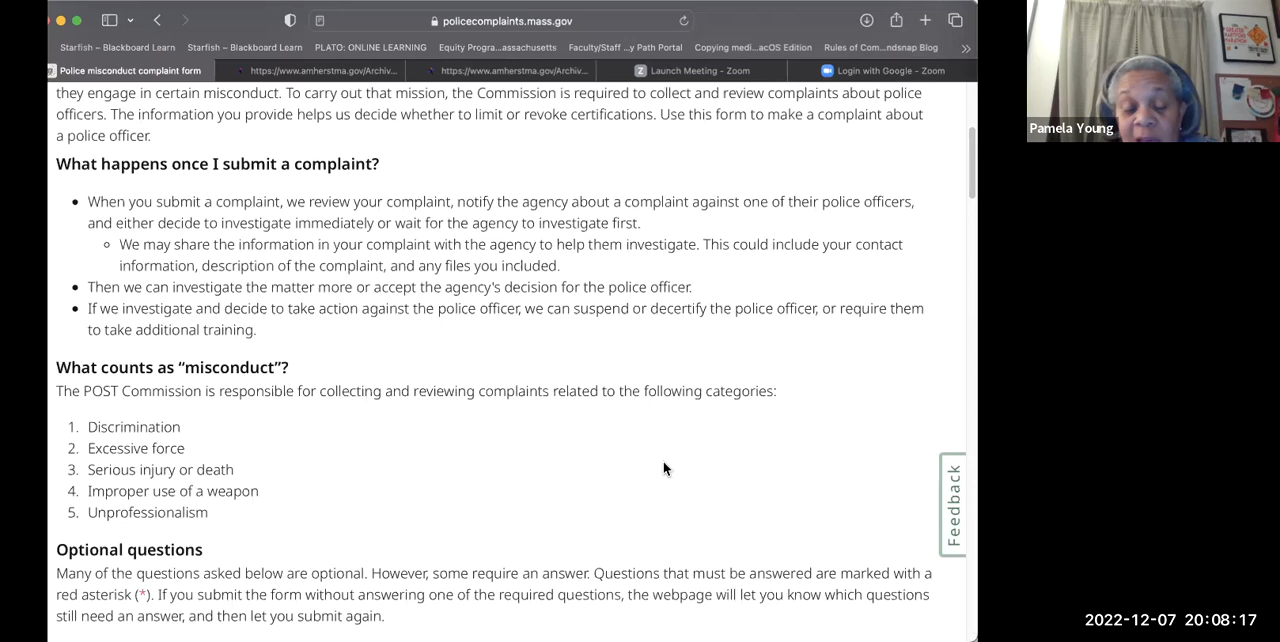 policecomplaints.mass.gov
Starfish – Blackboard Learn
Starfish – Blackboard Learn
PLATO: ONLINE LEARNING
Equity Progra...assachusetts
Faculty/Staff ...y Path Portal
Copying medi...acOS Edition
Rules of Com...ndsnap Blog
Police misconduct complaint form
https://www.amherstma.gov/Archiv...
https://www.amherstma.gov/Archiv...
Launch Meeting – Zoom
Login with Google – Zoom
they engage in certain misconduct. To carry out that mission, the Commission is required to collect and review complaints about police
officers. The information you provide helps us decide whether to limit or revoke certifications. Use this form to make a complaint about
a police officer.
What happens once I submit a complaint?
When you submit a complaint, we review your complaint, notify the agency about a complaint against one of their police officers,
and either decide to investigate immediately or wait for the agency to investigate first.
We may share the information in your complaint with the agency to help them investigate. This could include your contact
information, description of the complaint, and any files you included.
Then we can investigate the matter more or accept the agency's decision for the police officer.
If we investigate and decide to take action against the police officer, we can suspend or decertify the police officer, or require them
to take additional training.
What counts as “misconduct”?
The POST Commission is responsible for collecting and reviewing complaints related to the following categories:
1. Discrimination
2. Excessive force
3. Serious injury or death
4. Improper use of a weapon
5. Unprofessionalism
Optional questions
Many of the questions asked below are optional. However, some require an answer. Questions that must be answered are marked with a
red asterisk (*). If you submit the form without answering one of the required questions, the webpage will let you know which questions
still need an answer, and then let you submit again.
Feedback
Pamela Young
2022-12-07 20:08:17